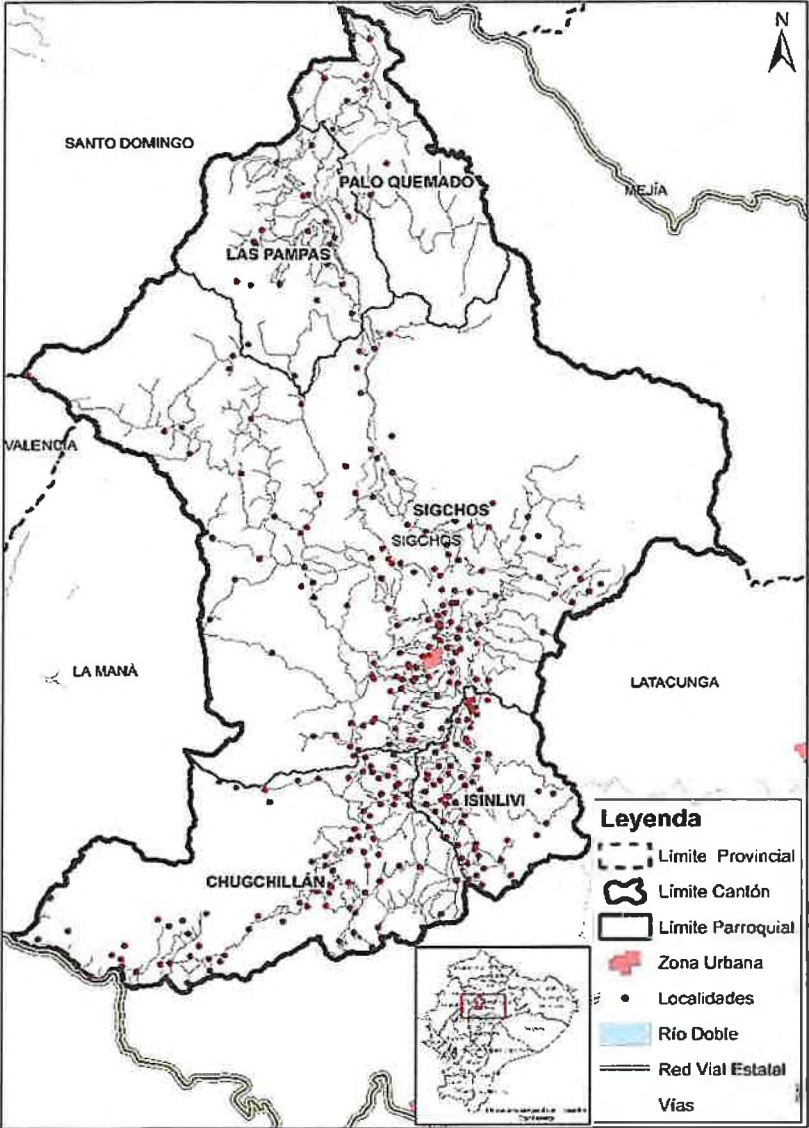 N
SANTO DOMINGO
PALO QUEMADO
MEJÍA
LAS PAMPAS
VALENCIA
SIGCHOS
SIGCHOS
LA MANÁ
LATACUNGA
ISINLIVI
CHUGCHILLÁN
Leyenda
Límite Provincial
Límite Cantón
Límite Parroquial
Zona Urbana
Localidades
Río Doble
Red Vial Estatal
Vías